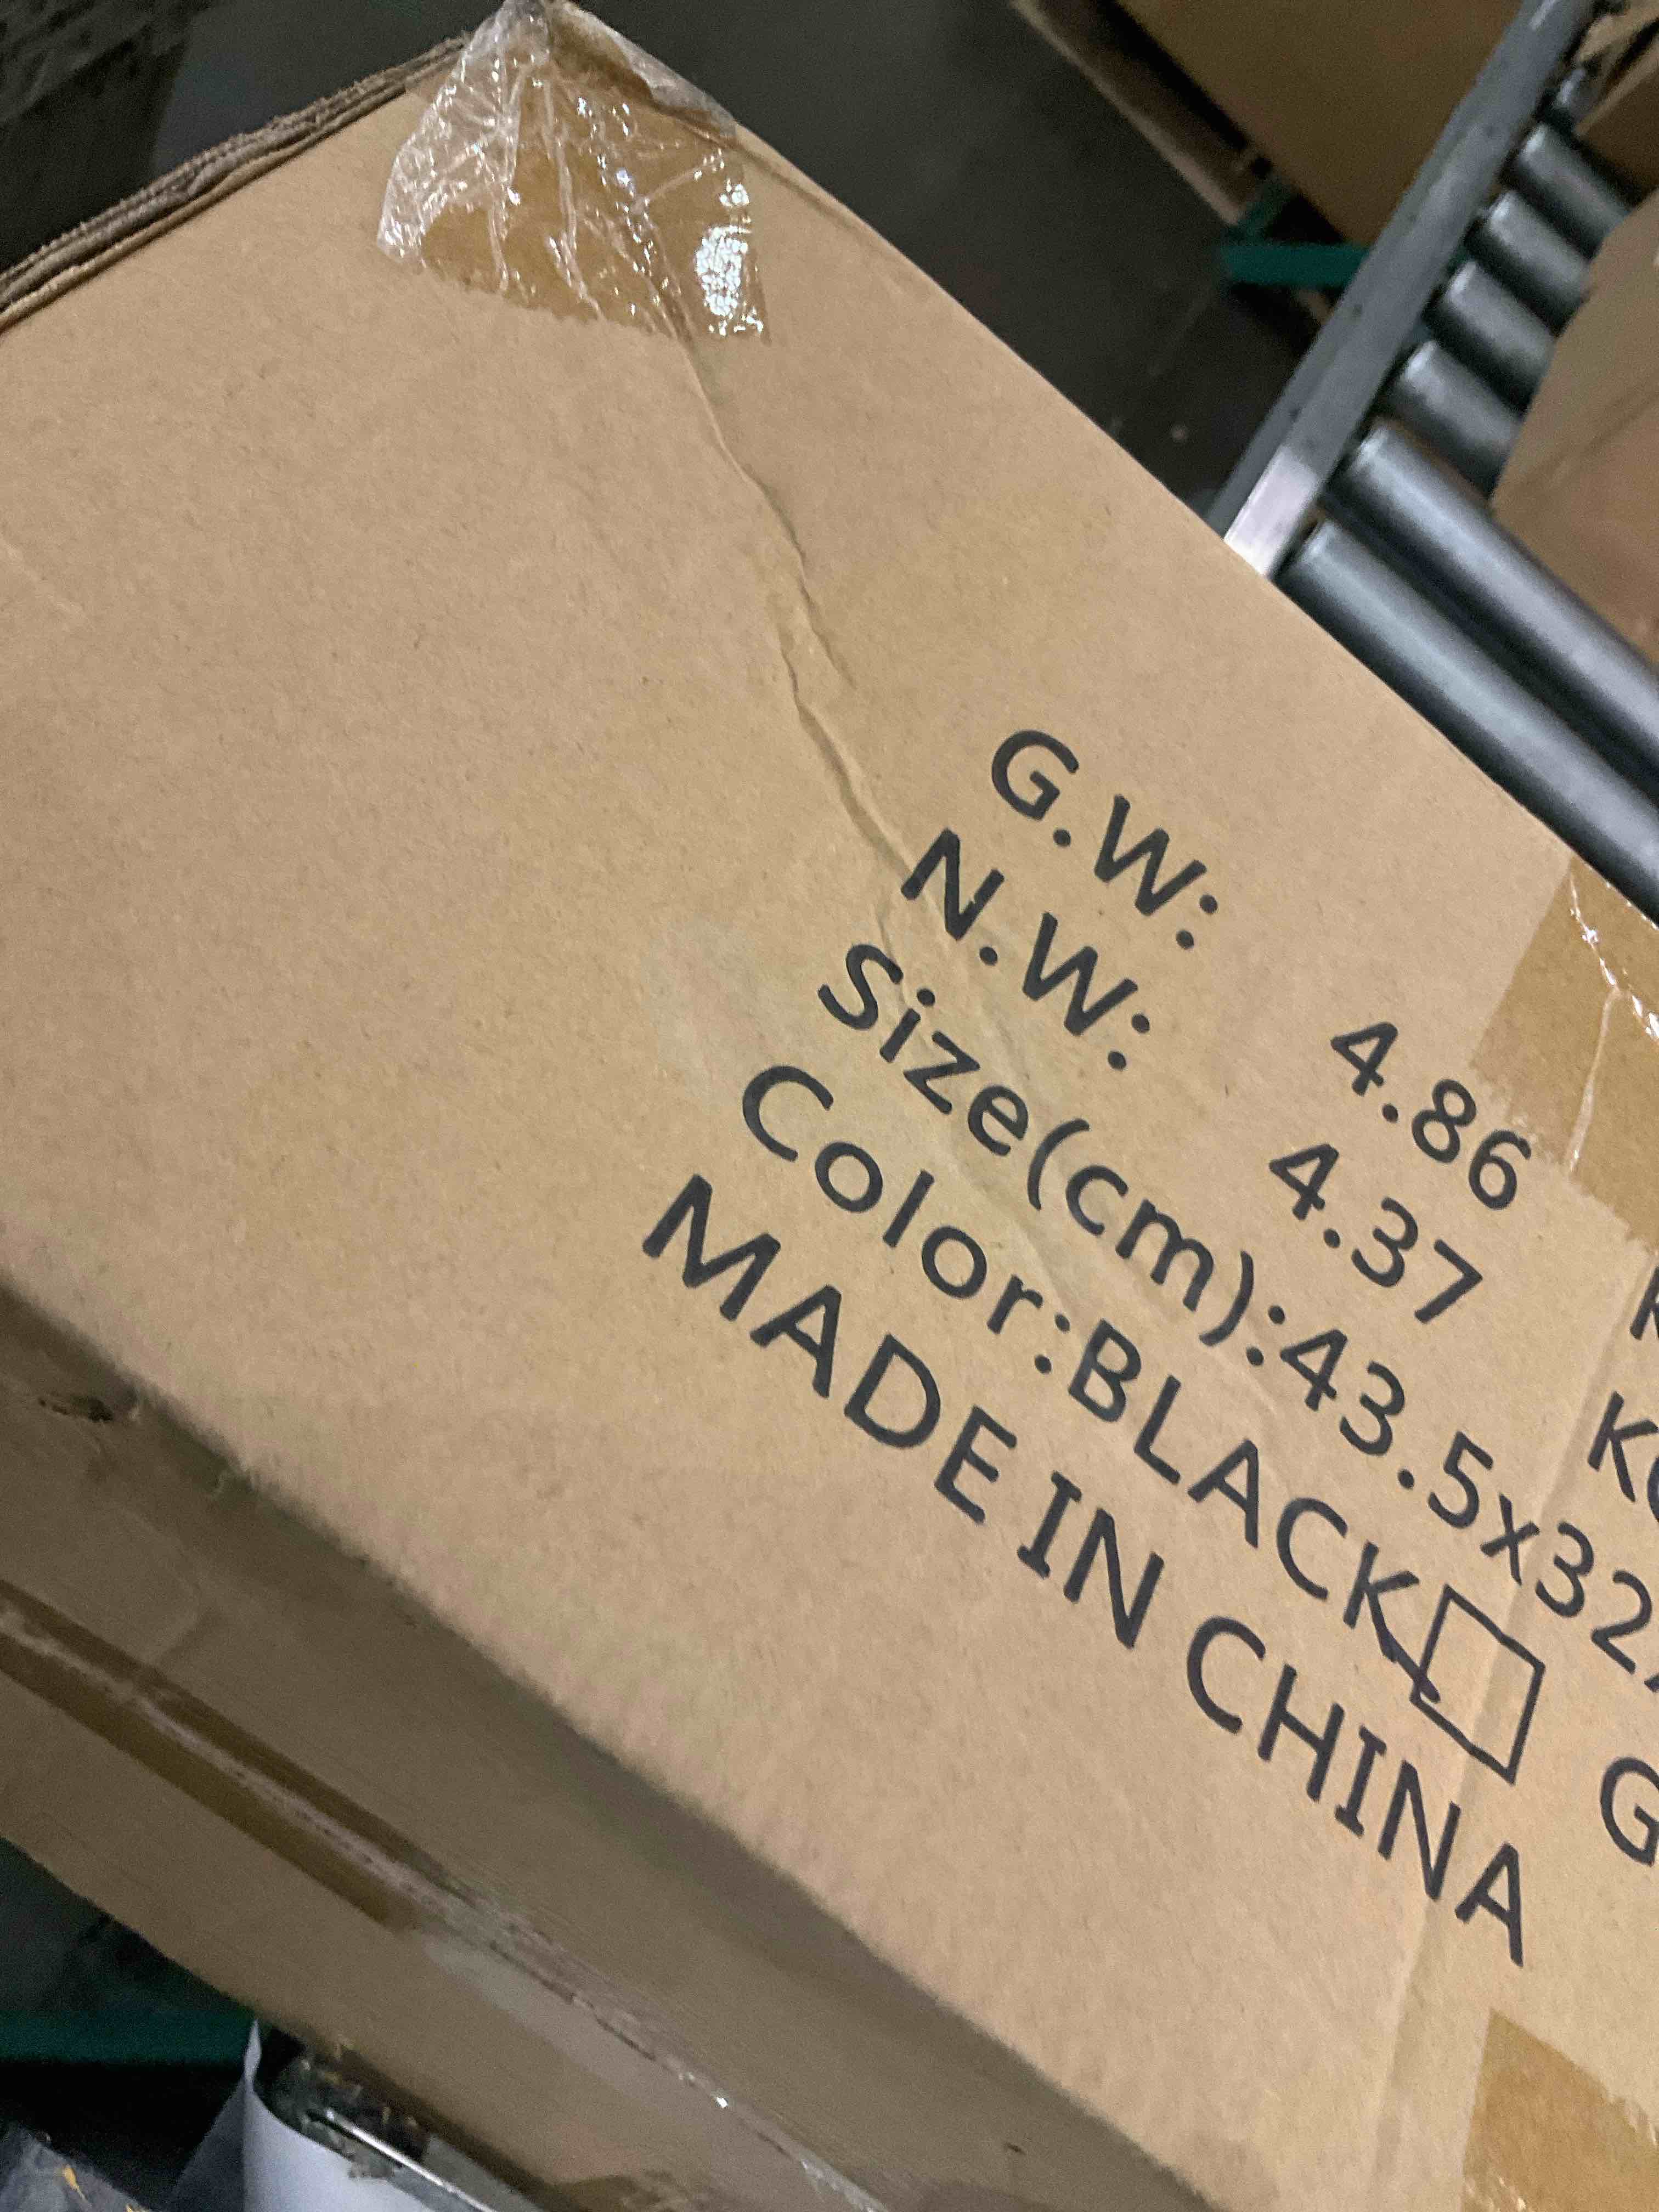 G.W: 4.86
N.W: 4.37
Size(cm):43.5x32
Color:BLACK
MADE IN CHINA